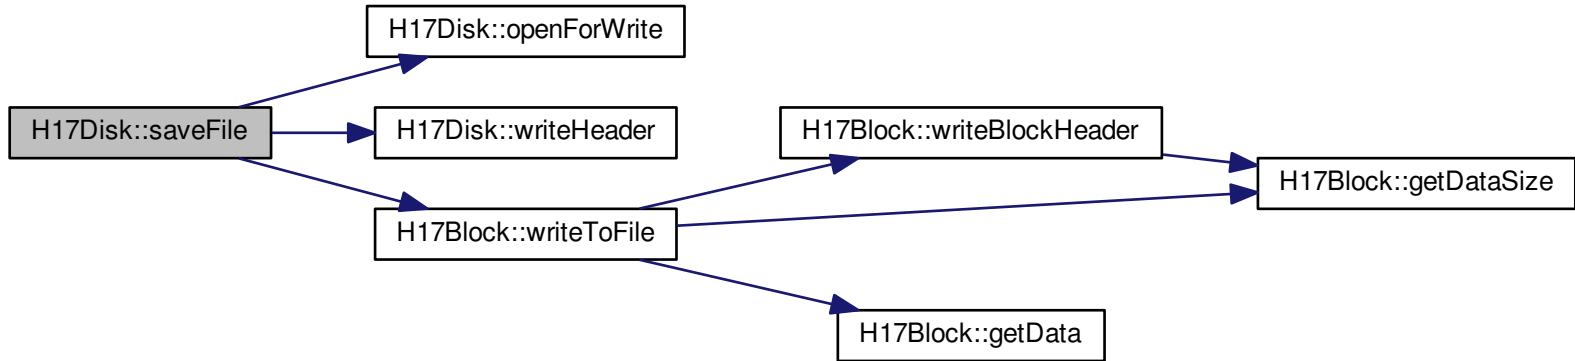 H17Disk::openForWrite
H17Disk::saveFile
H17Disk::writeHeader
H17Block::writeBlockHeader
H17Block::getDataSize
H17Block::writeToFile
H17Block::getData